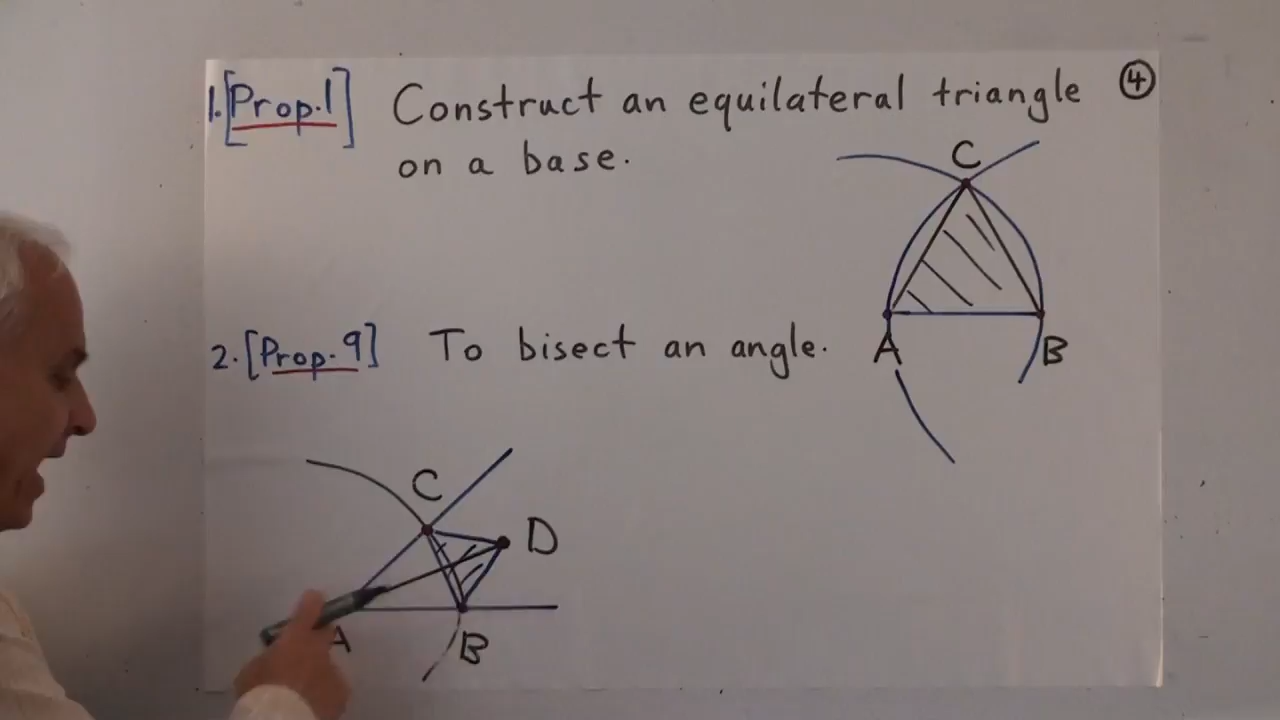 1. [Prop.1] Construct an equilateral triangle ④
on a base.
C
A B
2. [Prop. 9] To bisect an angle.
C
D
A B